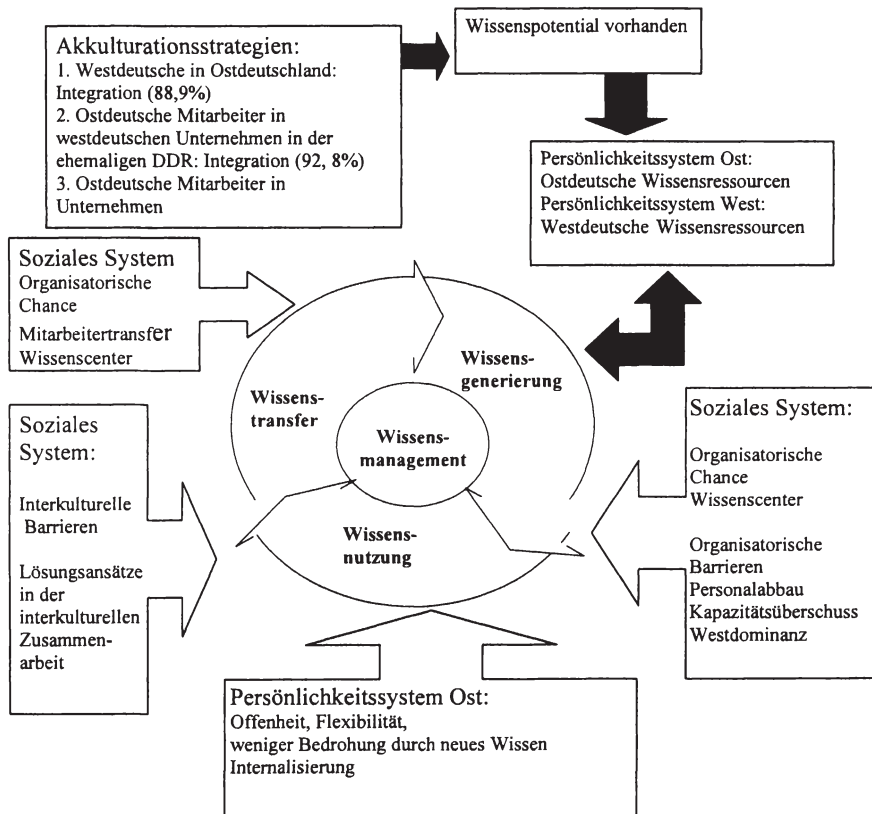 Akkulturationsstrategien:
1. Westdeutsche in Ostdeutschland:
Integration (88,9%)
2. Ostdeutsche Mitarbeiter in
westdeutschen Unternehmen in der
ehemaligen DDR: Integration (92, 8%)
3. Ostdeutsche Mitarbeiter in
Unternehmen
Wissenspotential vorhanden
Persönlichkeitssystem Ost:
Ostdeutsche Wissensressourcen
Persönlichkeitssystem West:
Westdeutsche Wissensressourcen
Soziales System
Organisatorische
Chance
Mitarbeitertransfer
Wissenscenter
Wissens-
generierung
Wissens-
transfer
Wissens-
management
Wissens-
nutzung
Soziales
System:
Interkulturelle
Barrieren
Lösungsansätze
in der
interkulturellen
Zusammen-
arbeit
Soziales System:
Organisatorische
Chance
Wissenscenter
Organisatorische
Barrieren
Personalabbau
Kapazitätsüberschuss
Westdominanz
Persönlichkeitssystem Ost:
Offenheit, Flexibilität,
weniger Bedrohung durch neues Wissen
Internalisierung